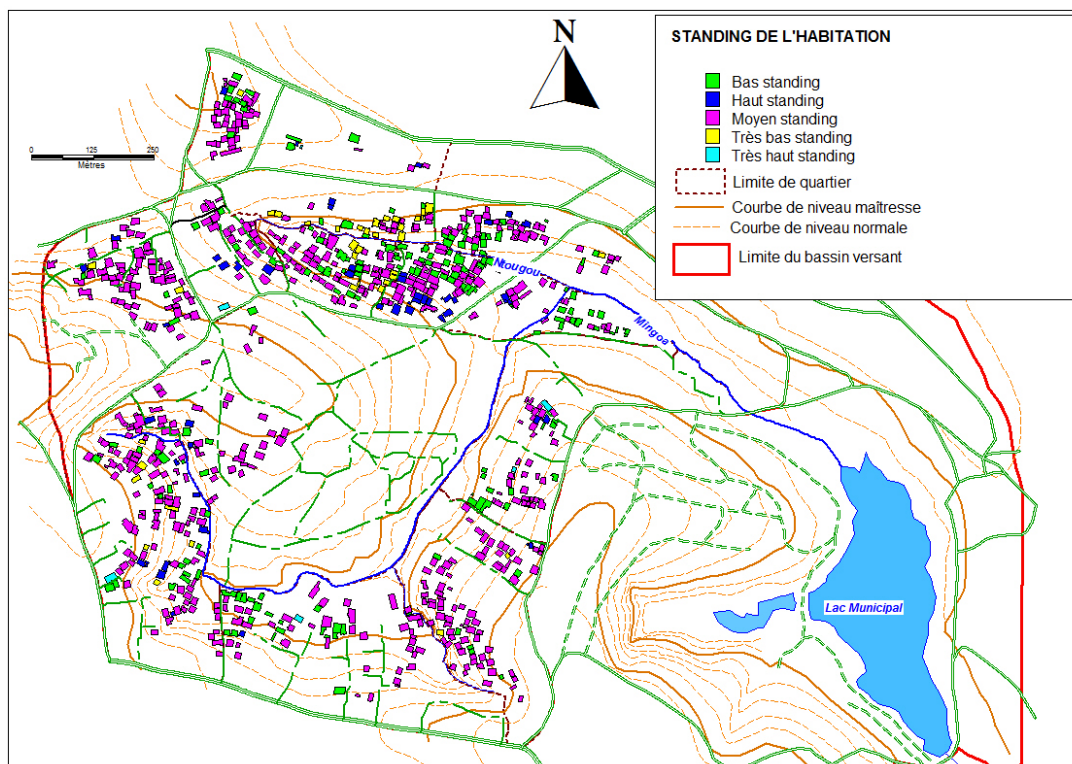 N
STANDING DE L'HABITATION
Bas standing
Haut standing
Moyen standing
Très bas standing
Très haut standing
Limite de quartier
Courbe de niveau maîtresse
Courbe de niveau normale
Limite du bassin versant
0 125 250
Mètres
Ntougou
Mingoa
Lac Municipal